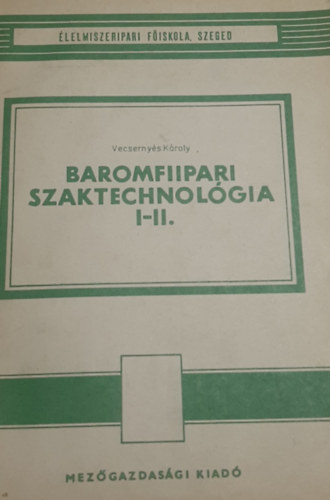 ÉLELMISZERIPARI FŐISKOLA, SZEGED
Vecsernyés Károly
BAROMFIIPARI
SZAKTECHNOLÓGIA
I-II.
MEZŐGAZDASÁGI KIADÓ